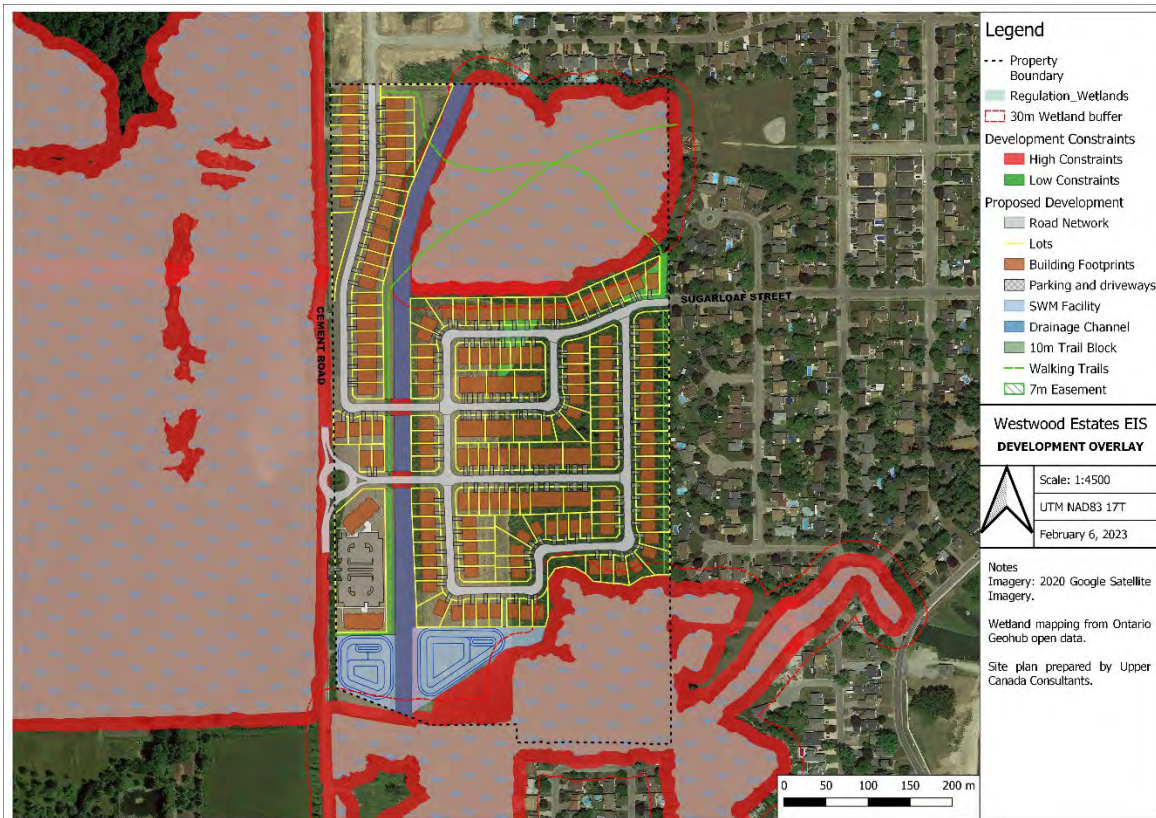 Legend
Property
Boundary
Regulation_Wetlands
30m Wetland buffer
Development Constraints
High Constraints
Low Constraints
Proposed Development
Road Network
Lots
Building Footprints
Parking and driveways
SWM Facility
Drainage Channel
10m Trail Block
Walking Trails
7m Easement
Westwood Estates EIS
DEVELOPMENT OVERLAY
Scale: 1:4500
UTM NAD83 17T
February 6, 2023
Notes
Imagery: 2020 Google Satellite
Imagery.
Wetland mapping from Ontario
Geohub open data.
Site plan prepared by Upper
Canada Consultants.
SUGARLOAF STREET
CEMENT ROAD
0 50 100 150 200 m